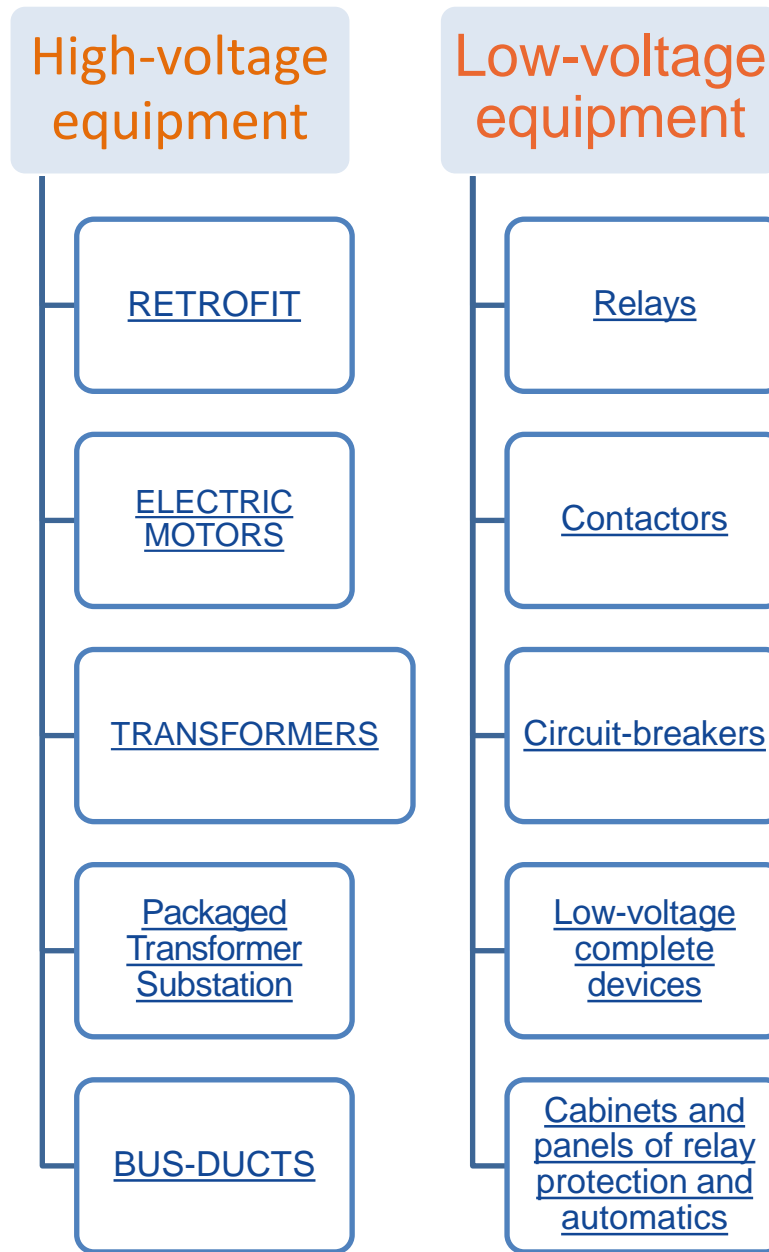 High-voltage
equipment
RETROFIT
ELECTRIC
MOTORS
TRANSFORMERS
Packaged
Transformer
Substation
BUS-DUCTS
Low-voltage
equipment
Relays
Contactors
Circuit-breakers
Low-voltage
complete
devices
Cabinets and
panels of relay
protection and
automatics